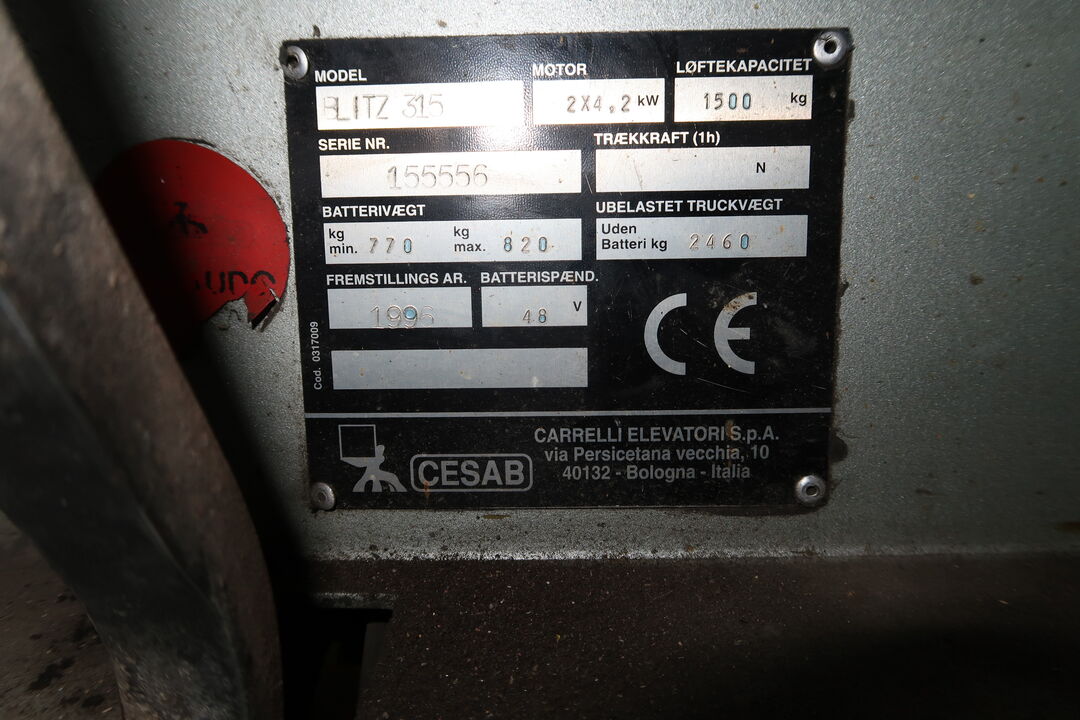 MODEL
BLITZ 315
MOTOR
2X4,2 kW
LØFTEKAPACITET
1500 kg
SERIE NR.
155556
TRÆKKRAFT (1h)
N
BATTERIVÆGT
kg min. 770 kg max. 820
UBELASTET TRUCKVÆGT
Uden
Batteri kg 2460
FREMSTILLINGS AR.
1996
BATTERISPÆND.
48 V
CE
Cod. 0317009
CESAB
CARRELLI ELEVATORI S.p.A.
via Persicetana vecchia, 10
40132 - Bologna - Italia